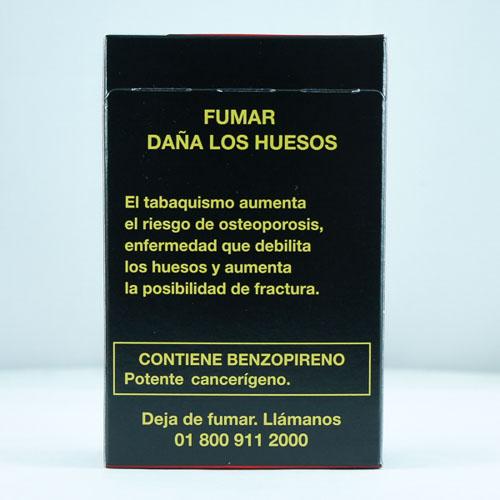 FUMAR
DAÑA LOS HUESOS
El tabaquismo aumenta
el riesgo de osteoporosis,
enfermedad que debilita
los huesos y aumenta
la posibilidad de fractura.
CONTIENE BENZOPIRENO
Potente cancerígeno.
Deja de fumar. Llámanos
01 800 911 2000